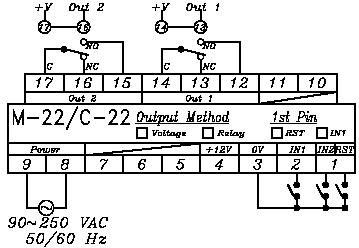 +V Out 2 +V Out 1
17 16 14 13
NO NO
C NC C NC
17 16 15 14 13 12 11 10
Out 2 Out 1
M-22/C-22 Output Method 1st Pin
Voltage Relay RST IN1
Power +12V 0V IN1 IN2 RST
9 8 7 6 5 4 3 2 1
90~250 VAC
50/60 Hz